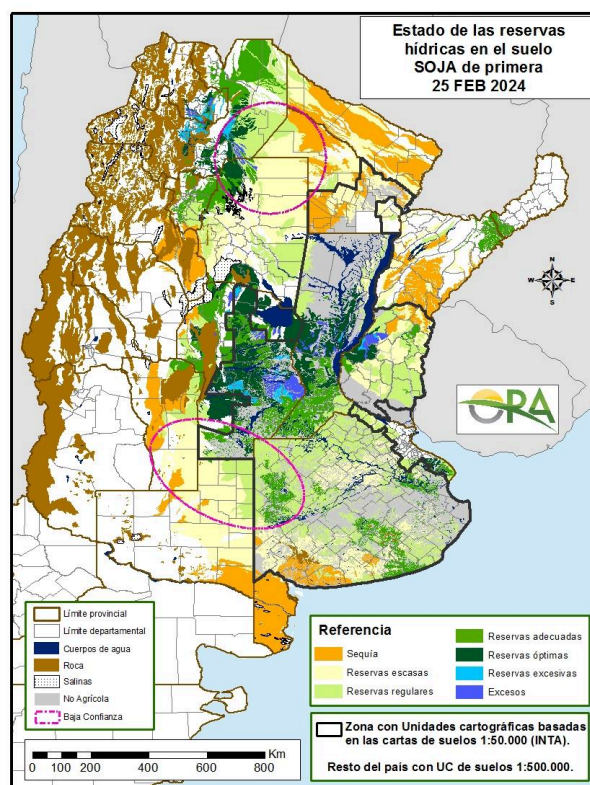 Estado de las reservas
hídricas en el suelo
SOJA de primera
25 FEB 2024
N
W
E
S
ORA
Límite provincial
Límite departamental
Cuerpos de agua
Roca
Salinas
No Agrícola
Baja Confianza
Referencia
Sequía
Reservas escasas
Reservas regulares
Reservas adecuadas
Reservas óptimas
Reservas excesivas
Excesos
Zona con Unidades cartográficas basadas
en las cartas de suelos 1:50.000 (INTA).
Resto del país con UC de suelos 1:500.000.
Km
0 100 200 400 600 800